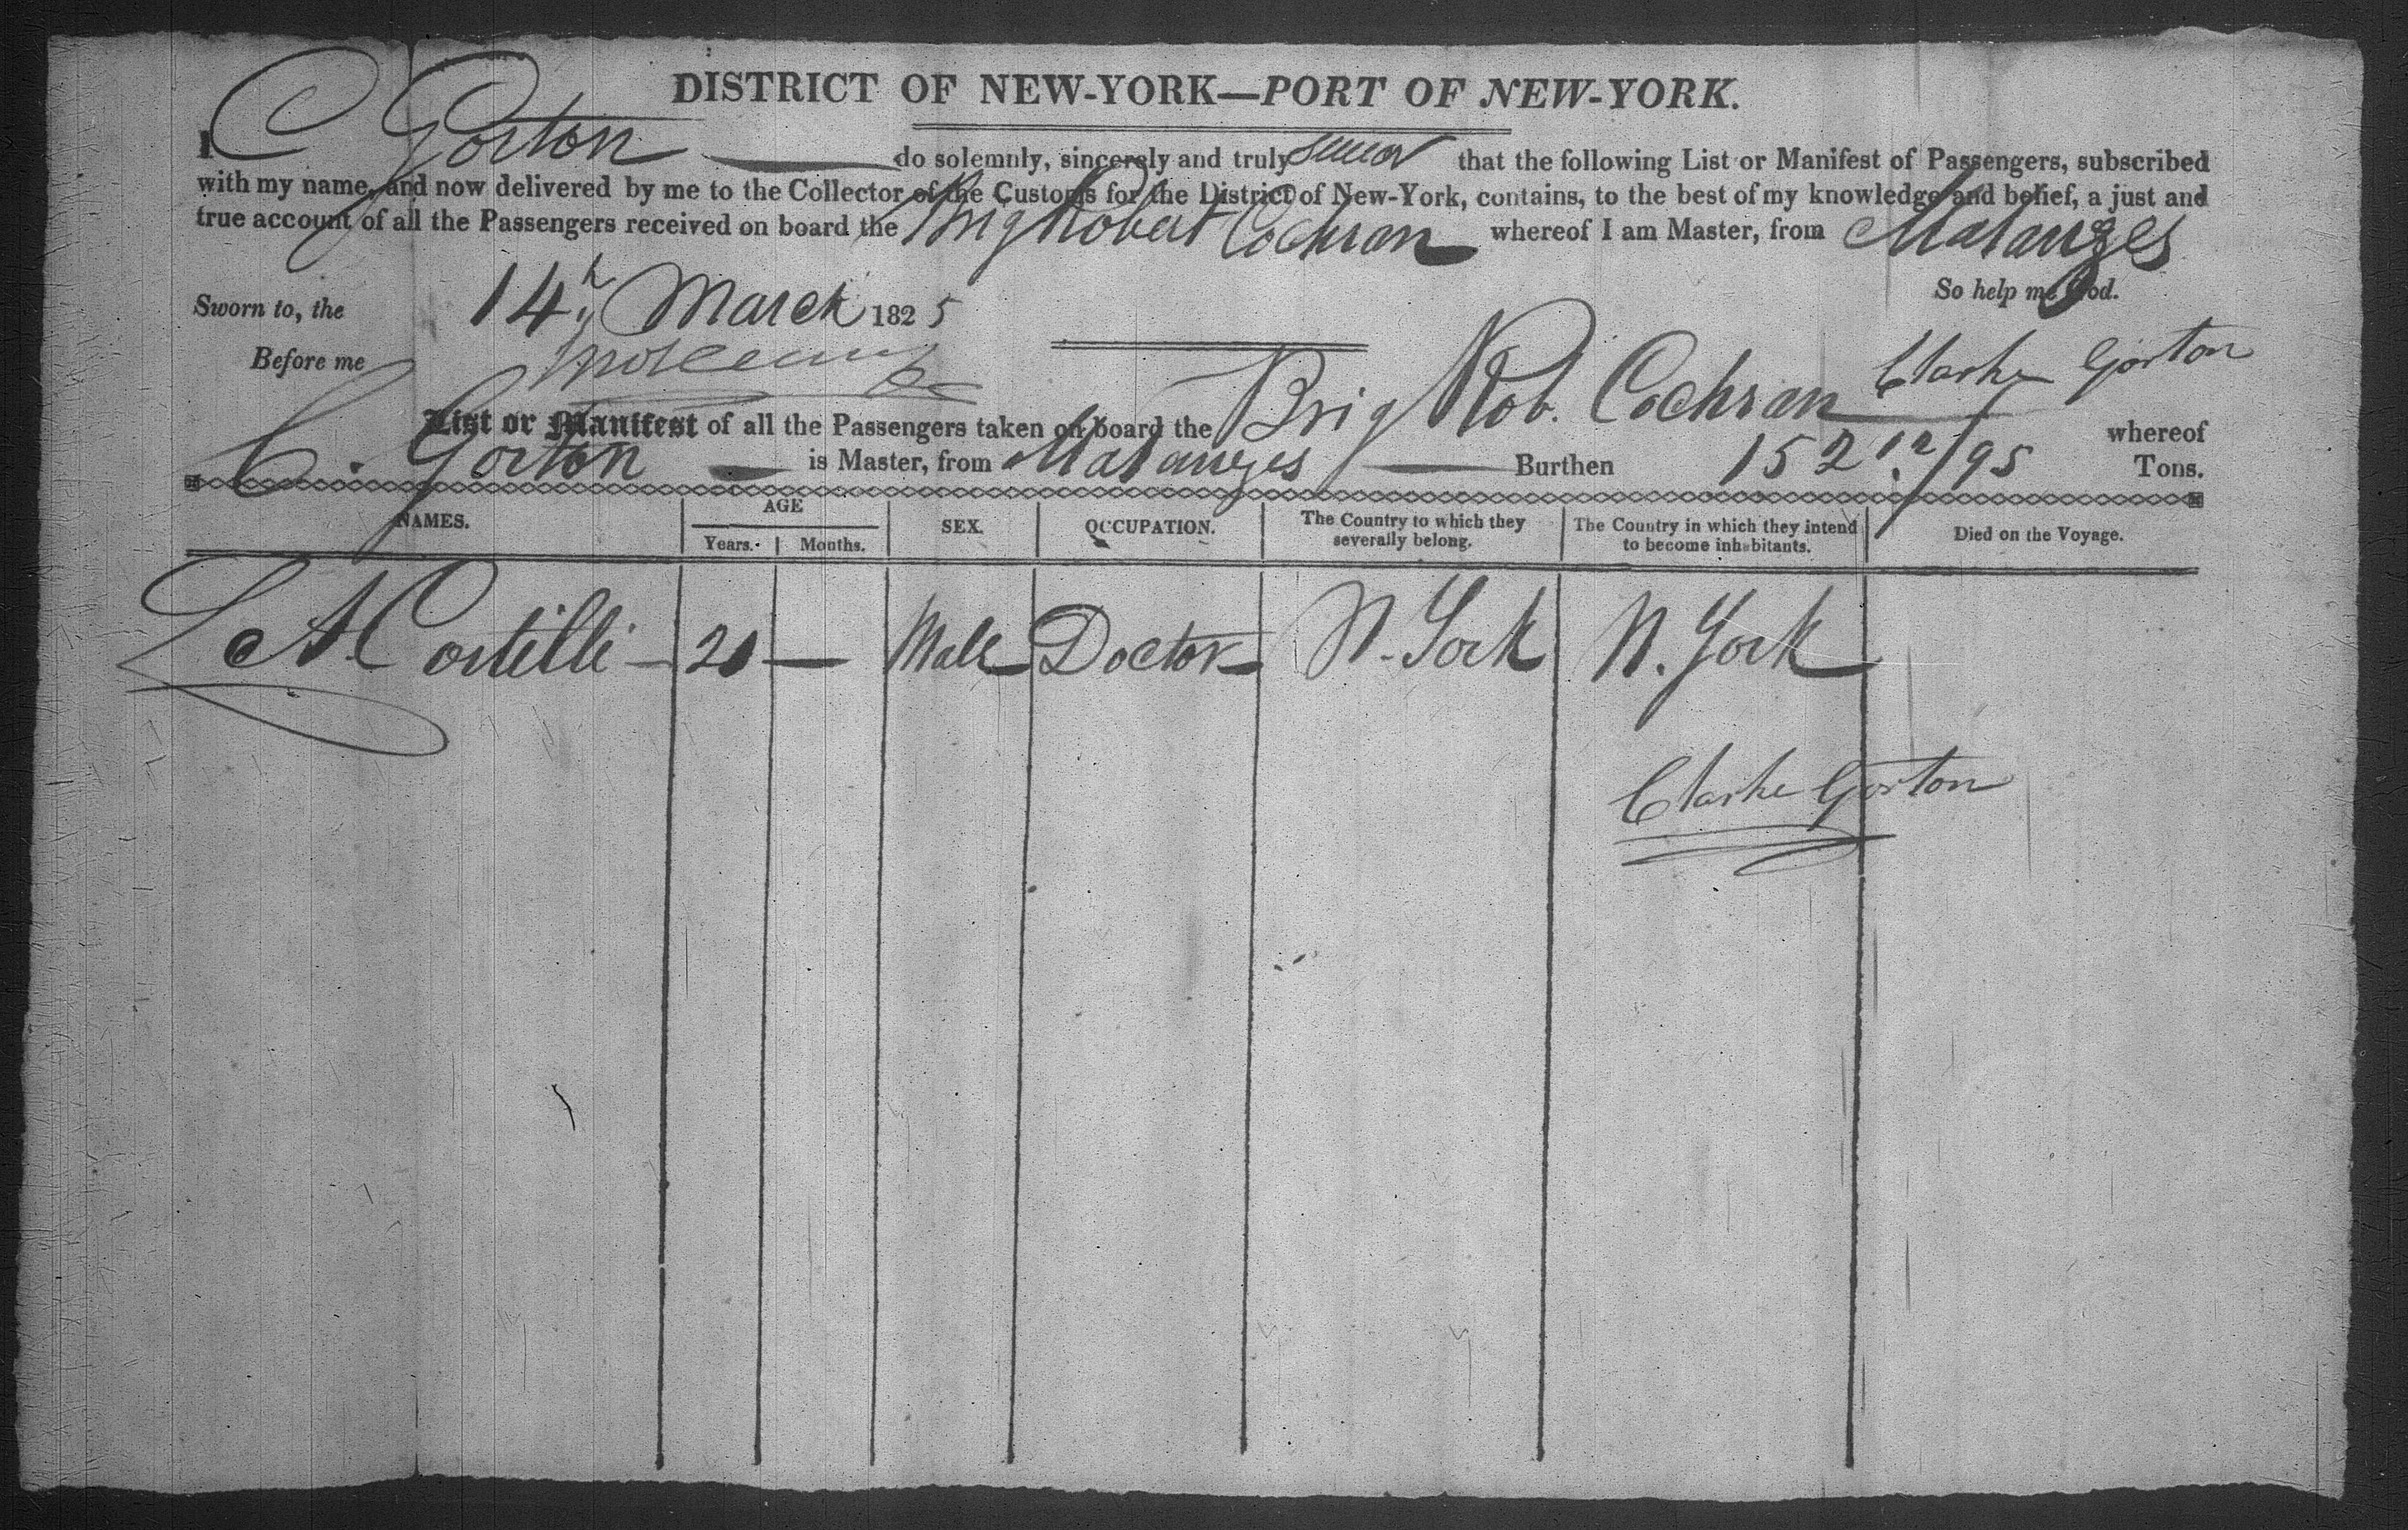 DISTRICT OF NEW-YORK—PORT OF NEW-YORK.
I C Gorton do solemnly, sincerely and truly swear that the following List or Manifest of Passengers, subscribed
with my name, and now delivered by me to the Collector of the Customs for the District of New-York, contains, to the best of my knowledge and belief, a just and
true account of all the Passengers received on board the Brig Robert Cochran whereof I am Master, from Matanzes
So help me God.
Sworn to, the 14th March 1825
Before me
Clarke Gorton
List or Manifest of all the Passengers taken on board the Brig Rob. Cochran whereof
C. Gorton is Master, from Matanzes Burthen 152 12/95 Tons.
NAMES. AGE Years. Months. SEX. OCCUPATION. The Country to which they severally belong. The Country in which they intend to become inhabitants. Died on the Voyage.
L A Costilli — 20 — Male Doctor N. York N. York
Clarke Gorton